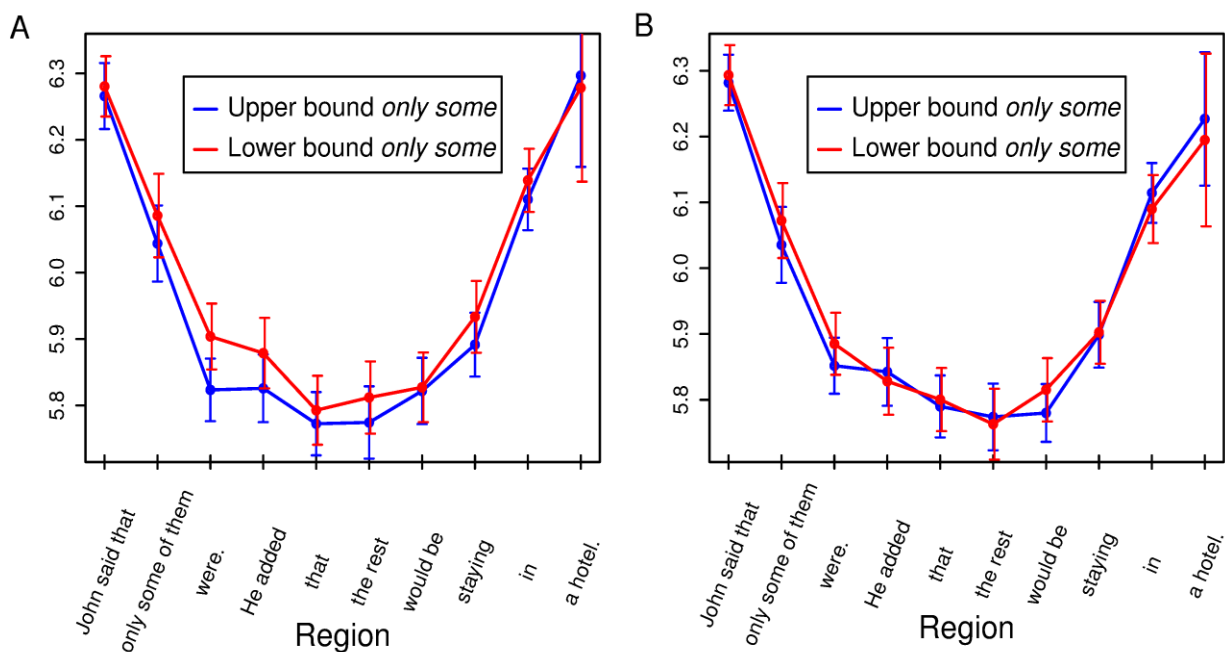 A
6.3
6.2
6.1
6.0
5.9
5.8
Upper bound only some
Lower bound only some
John said that
only some of them
were.
He added
that
the rest
would be
staying
in
a hotel.
Region
B
6.3
6.2
6.1
6.0
5.9
5.8
Upper bound only some
Lower bound only some
John said that
only some of them
were.
He added
that
the rest
would be
staying
in
a hotel.
Region